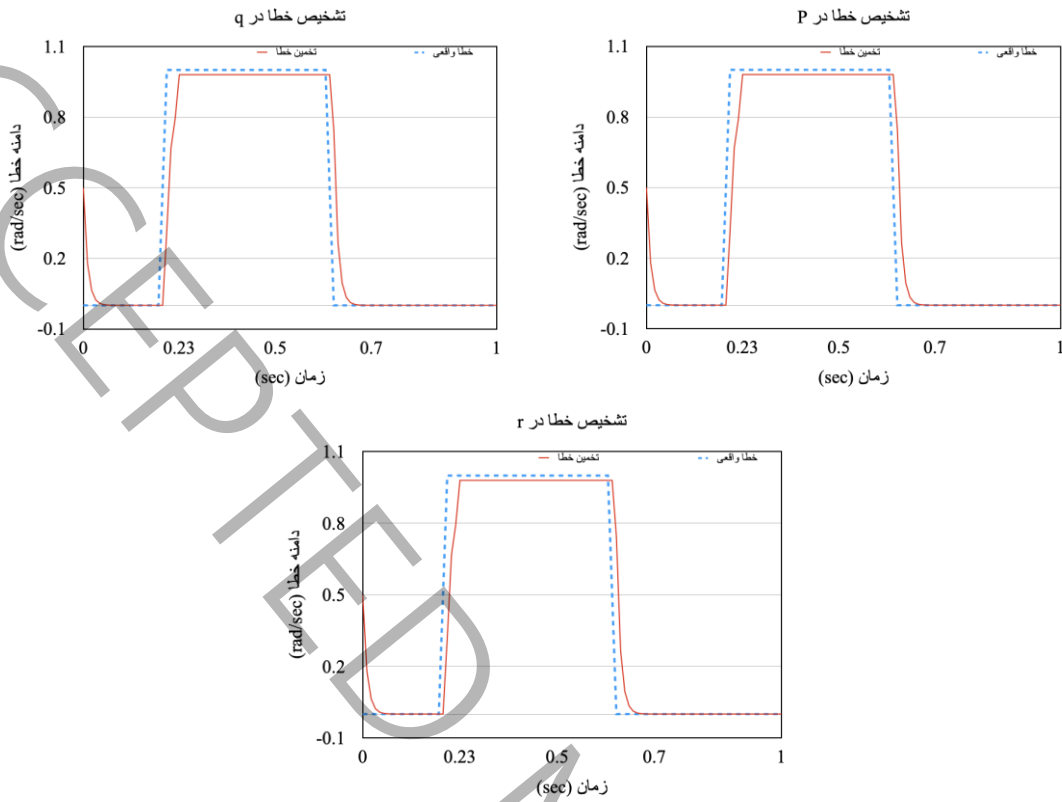 تشخیص خطا در q
1.1
تخمین خطا
خطا واقعی
0.8
0.5
0.2
-0.1
دامنه خطا (rad/sec)
0 0.23 0.5 0.7 1
زمان (sec)
تشخیص خطا در P
1.1
تخمین خطا
خطا واقعی
0.8
0.5
0.2
-0.1
دامنه خطا (rad/sec)
0 0.23 0.5 0.7 1
زمان (sec)
تشخیص خطا در r
1.1
تخمین خطا
خطا واقعی
0.8
0.5
0.2
-0.1
دامنه خطا (rad/sec)
0 0.23 0.5 0.7 1
زمان (sec)
CEPTED